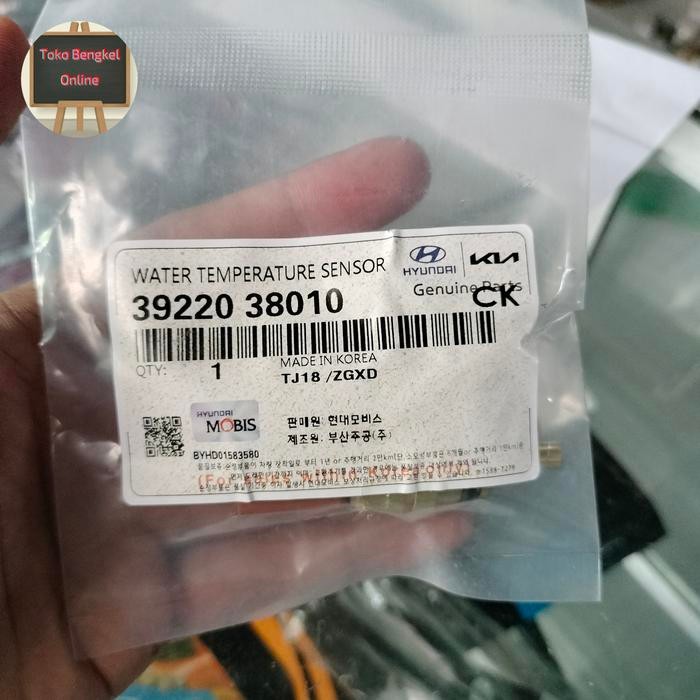 Toko Bengkel
Online
WATER TEMPERATURE SENSOR
HYUNDAI
KIA
Genuine Parts
39220 38010
CK
QTY: 1
MADE IN KOREA
TJ18 /ZGXD
HYUNDAI
MOBIS
판매원: 현대모비스
제조원: 부산주공(주)
BYHD01583580